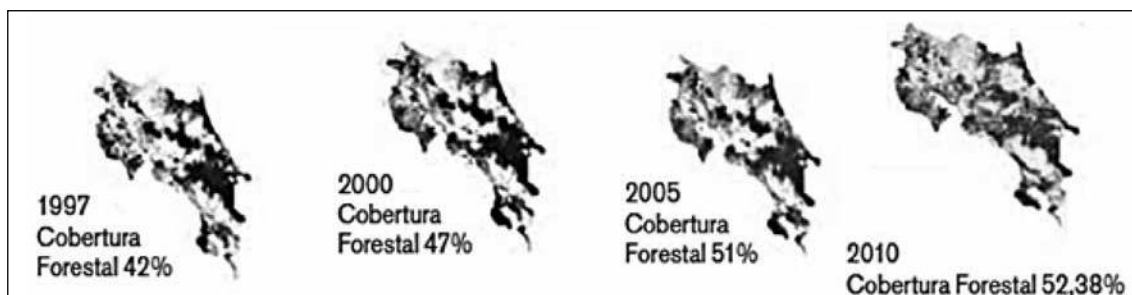 1997
Cobertura
Forestal 42%
2000
Cobertura
Forestal 47%
2005
Cobertura
Forestal 51%
2010
Cobertura Forestal 52,38%